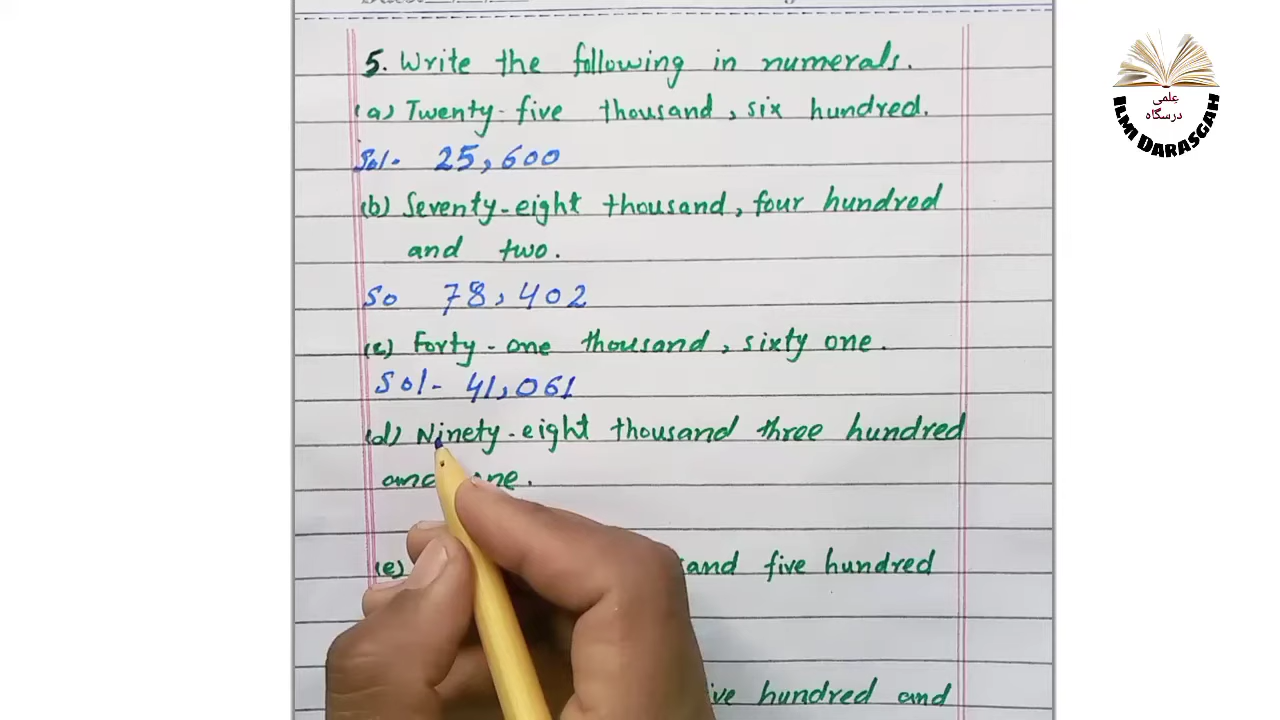 5. Write the following in numerals.
(a) Twenty-five thousand, six hundred.
Sol- 25,600
(b) Seventy-eight thousand, four hundred
and two.
So 78,402
(c) Forty-one thousand, sixty one.
Sol- 41,061
(d) Ninety-eight thousand three hundred
and one.
(e) five hundred
hundred and
علمی
درسگاہ
ILMI DARASGAH